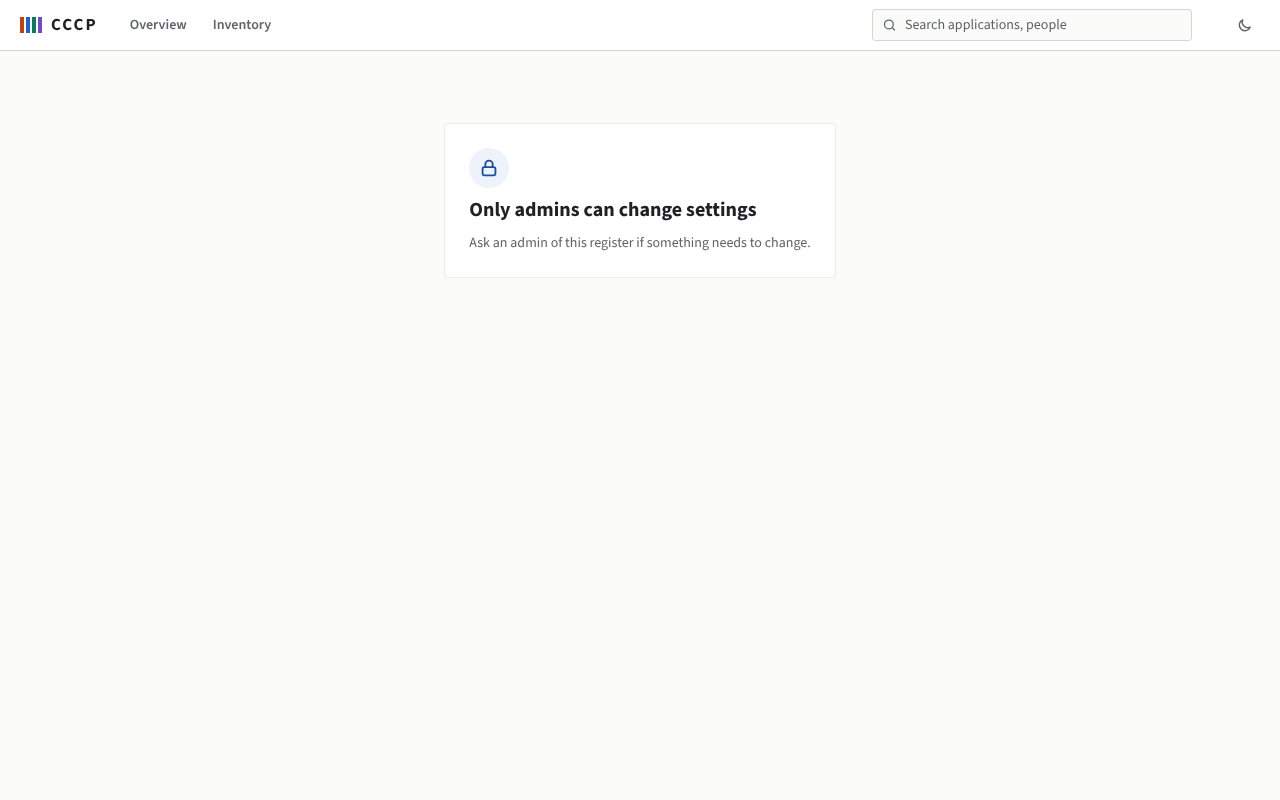 CCCP
Overview
Inventory
Search applications, people
Only admins can change settings
Ask an admin of this register if something needs to change.